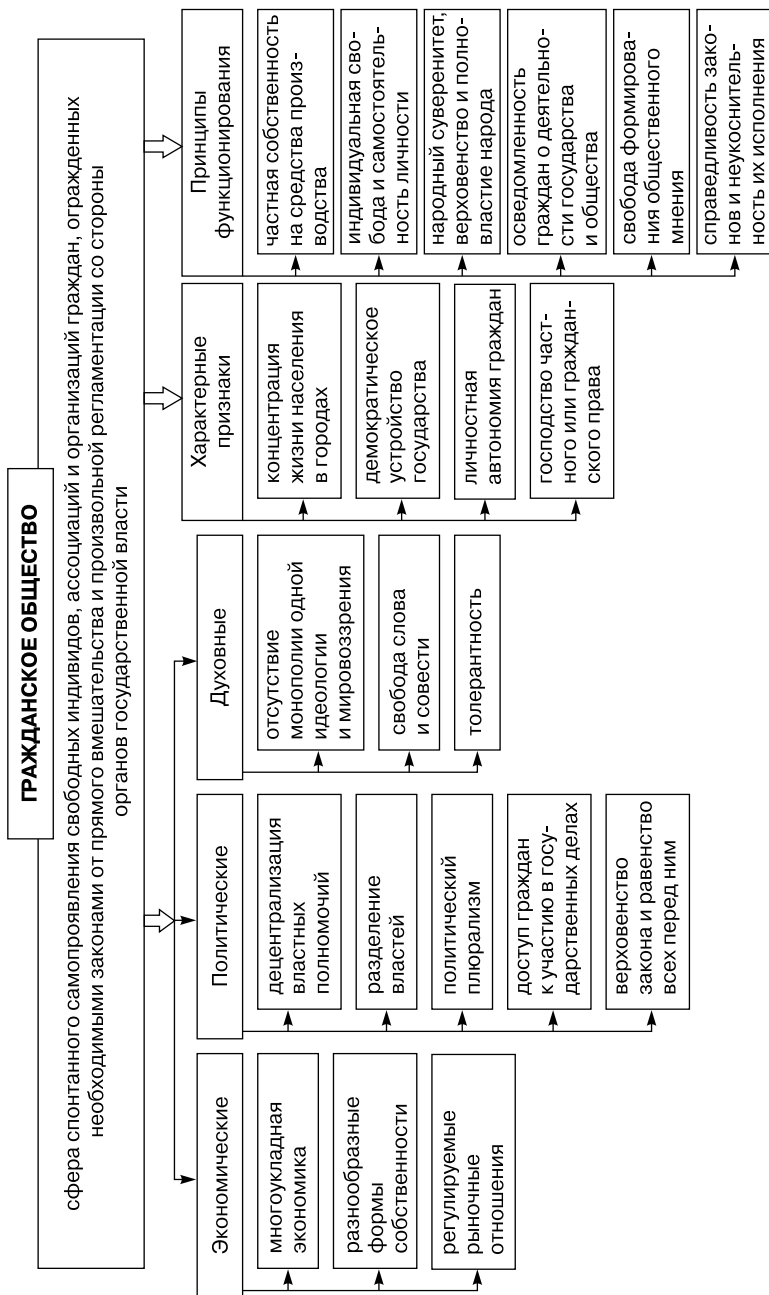 ГРАЖДАНСКОЕ ОБЩЕСТВО
сфера спонтанного самопроявления свободных индивидов, ассоциаций и организаций граждан, огражденных
необходимыми законами от прямого вмешательства и произвольной регламентации со стороны
органов государственной власти
Экономические
многоукладная
экономика
разнообразные
формы
собственности
регулируемые
рыночные
отношения
Политические
децентрализация
властных
полномочий
разделение
властей
политический
плюрализм
доступ граждан
к участию в госу-
дарственных делах
верховенство
закона и равенство
всех перед ним
Духовные
отсутствие
монополии одной
идеологии
и мировоззрения
свобода слова
и совести
толерантность
Характерные
признаки
концентрация
жизни населения
в городах
демократическое
устройство
государства
личностная
автономия граждан
господство част-
ного или граждан-
ского права
Принципы
функционирования
частная собственность
на средства произ-
водства
индивидуальная сво-
бода и самостоятель-
ность личности
народный суверенитет,
верховенство и полно-
властие народа
осведомленность
граждан о деятельно-
сти государства
и общества
свобода формирова-
ния общественного
мнения
справедливость зако-
нов и неукоснитель-
ность их исполнения